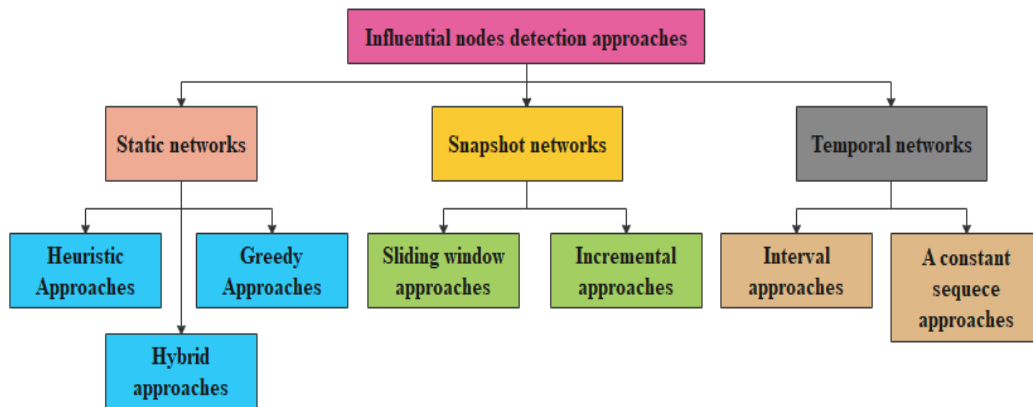 Influential nodes detection approaches
Static networks
Snapshot networks
Temporal networks
Heuristic
Approaches
Greedy
Approaches
Sliding window
approaches
Incremental
approaches
Interval
approaches
A constant
sequece
approaches
Hybrid
approaches